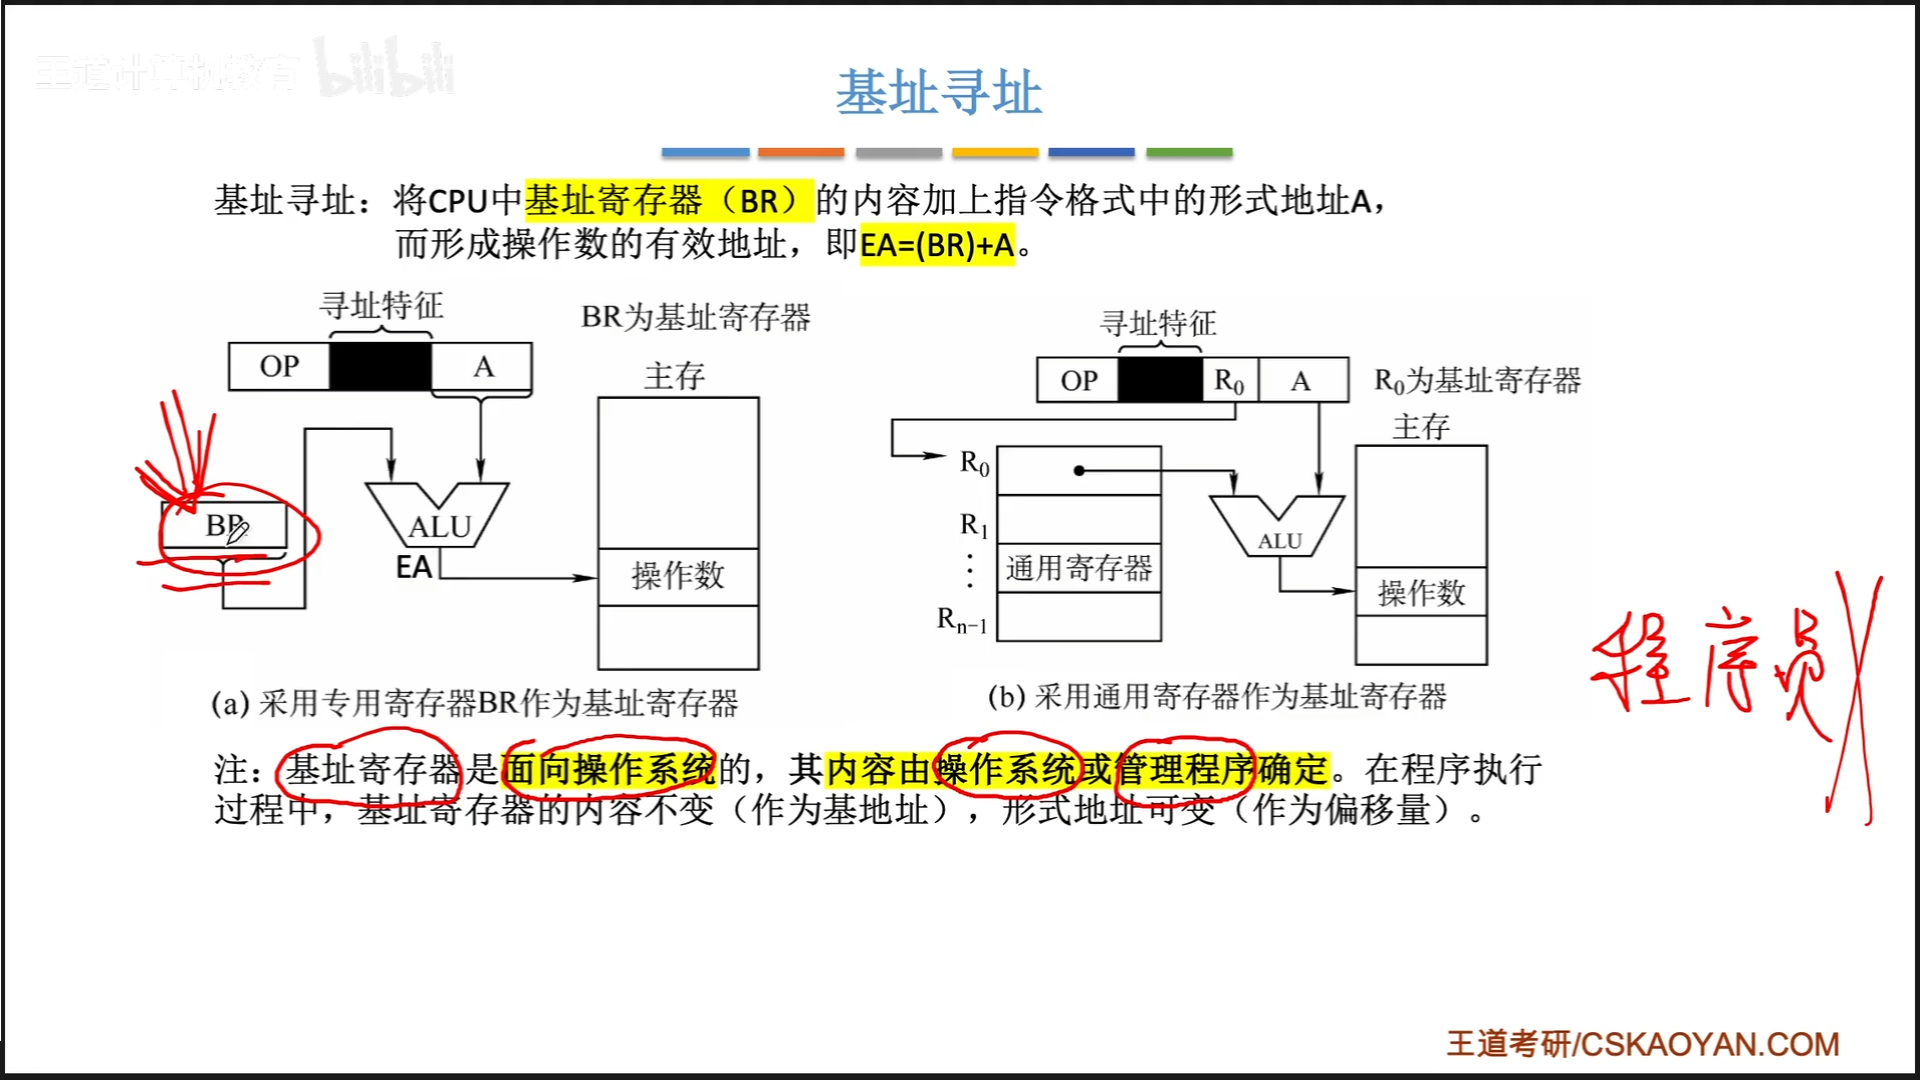 王道计算机教育 bilibili
基址寻址
基址寻址：将CPU中基址寄存器（BR）的内容加上指令格式中的形式地址A，
而形成操作数的有效地址，即EA=(BR)+A。
寻址特征
BR为基址寄存器
OP A
主存
BR
ALU
EA
操作数
(a) 采用专用寄存器BR作为基址寄存器
寻址特征
OP R0 A
R0为基址寄存器
主存
R0
R1
⋮
通用寄存器
Rn−1
ALU
操作数
(b) 采用通用寄存器作为基址寄存器
程序员
注：基址寄存器是面向操作系统的，其内容由操作系统或管理程序确定。在程序执行
过程中，基址寄存器的内容不变（作为基地址），形式地址可变（作为偏移量）。
王道考研/CSKAOYAN.COM